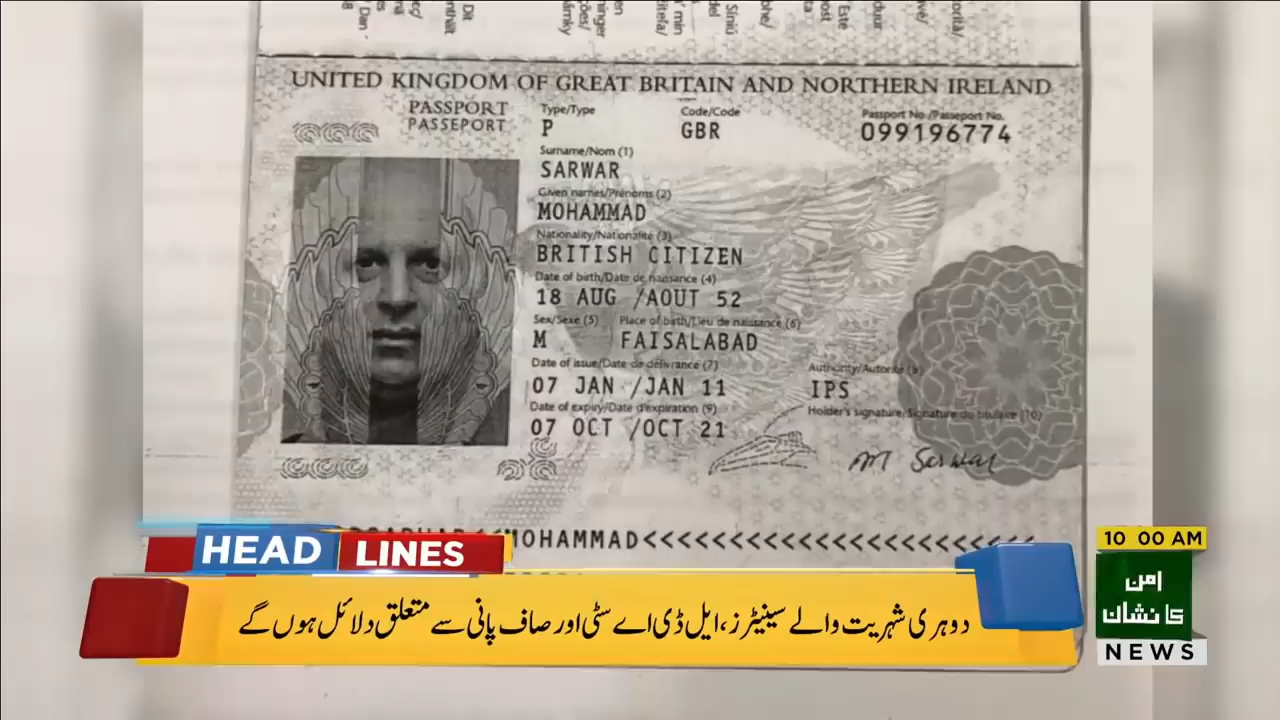 UNITED KINGDOM OF GREAT BRITAIN AND NORTHERN IRELAND
PASSPORT
PASSEPORT
Type/Type
Code/Code
Passport No./Passeport No.
P
GBR
099196774
Surname/Nom (1)
SARWAR
Given names/Prénoms (2)
MOHAMMAD
Nationality/Nationalité (3)
BRITISH CITIZEN
Date of birth/Date de naissance (4)
18 AUG /AOUT 52
Sex/Sexe (5)
Place of birth/Lieu de naissance (6)
M
FAISALABAD
Date of issue/Date de délivrance (7)
Authority/Autorité (8)
07 JAN /JAN 11
IPS
Date of expiry/Date d'expiration (9)
Holder's signature/Signature du titulaire (10)
07 OCT /OCT 21
M Sarwar
MOHAMMAD<<<<<<<<<<<<<<<<<<<<<<
HEAD LINES
10 00 AM
دوہری شہریت والے سینیٹرز، ایل ڈی اے سٹی اور صاف پانی سے متعلق دلائل ہوں گے
امن
کا نشان
NEWS